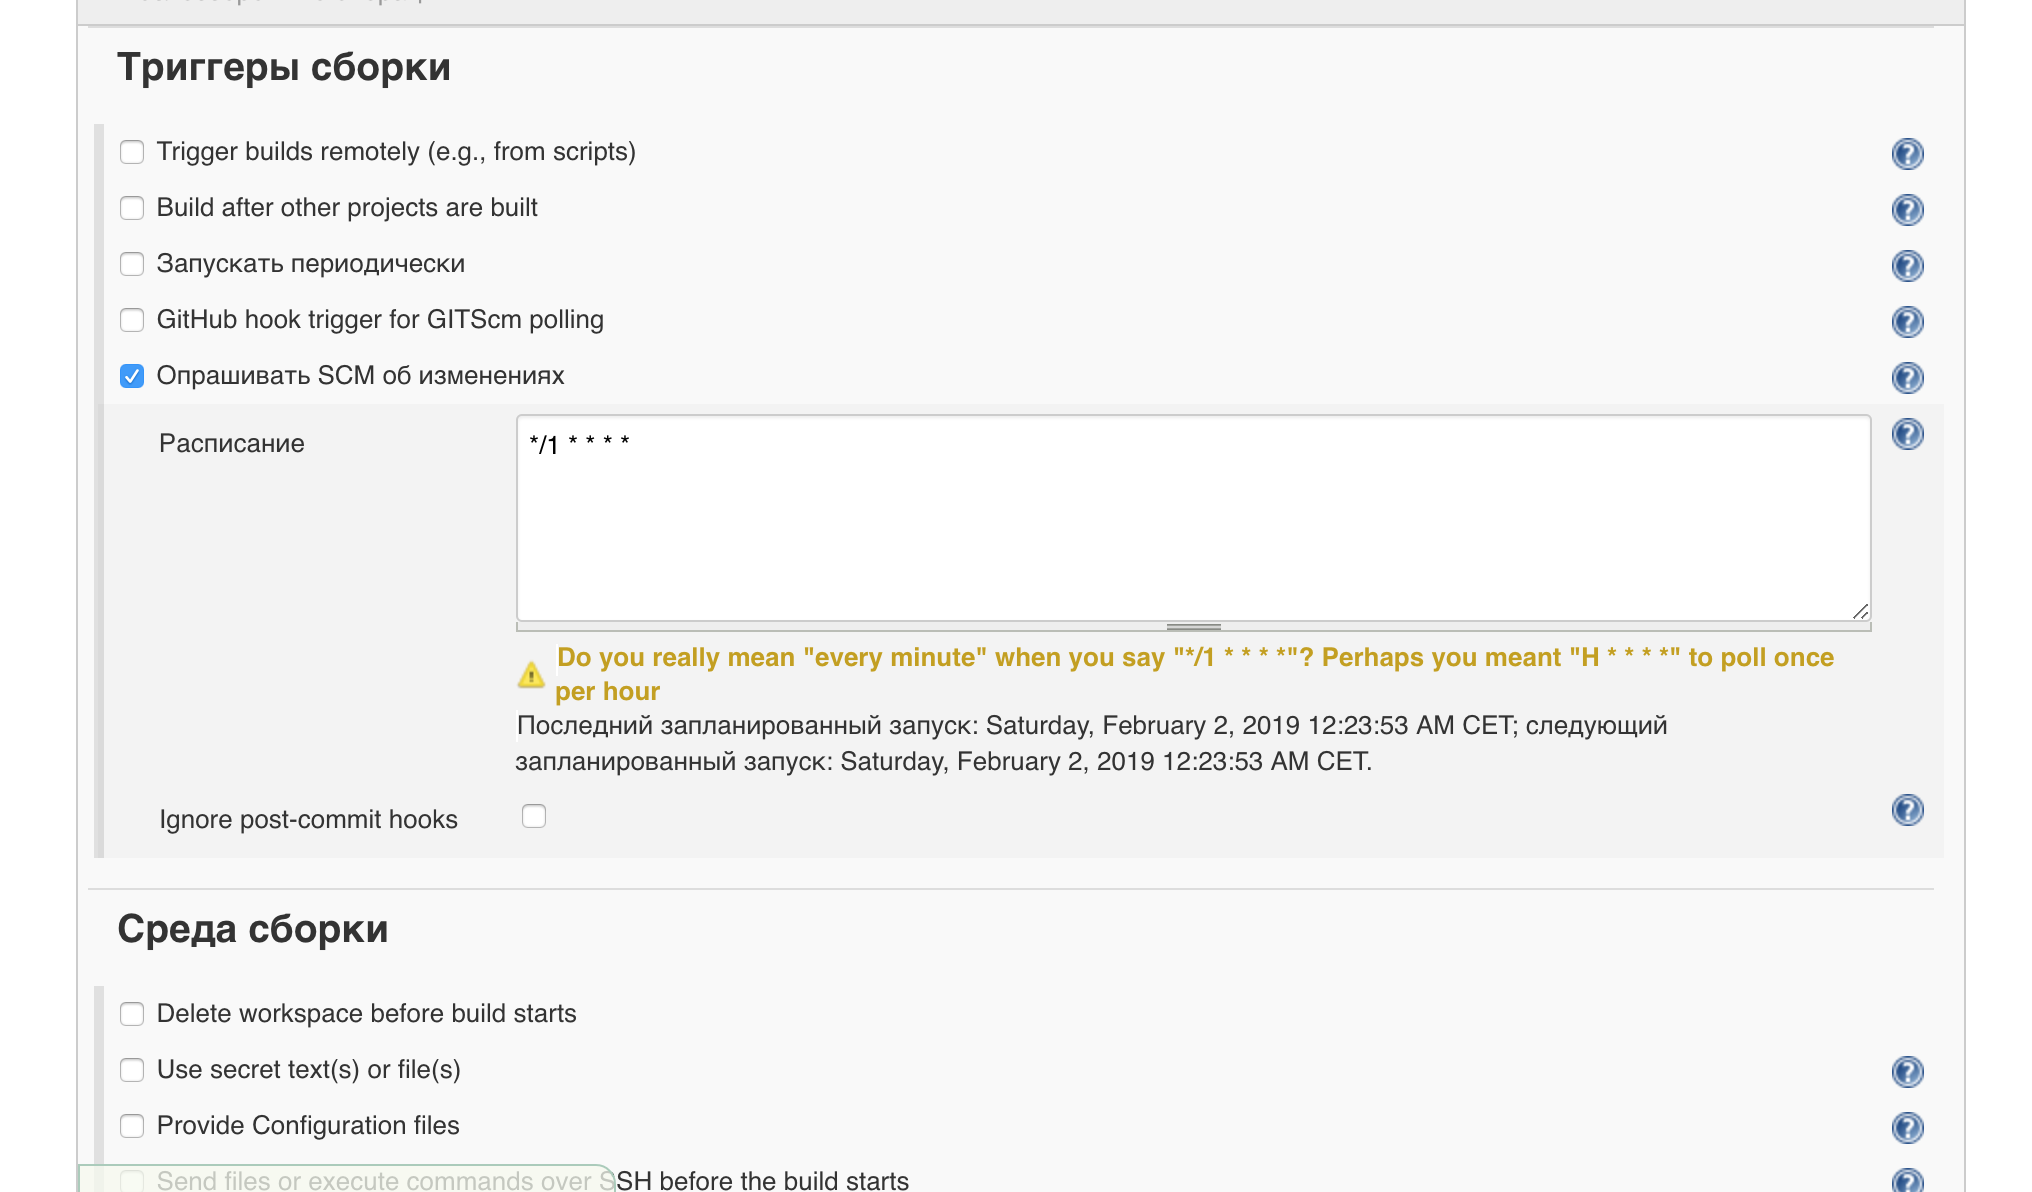 Триггеры сборки
Trigger builds remotely (e.g., from scripts)
Build after other projects are built
Запускать периодически
GitHub hook trigger for GITScm polling
Опрашивать SCM об изменениях
Расписание
*/1 * * * *
Do you really mean "every minute" when you say "*/1 * * * *"? Perhaps you meant "H * * * *" to poll once
per hour
Последний запланированный запуск: Saturday, February 2, 2019 12:23:53 AM CET; следующий
запланированный запуск: Saturday, February 2, 2019 12:23:53 AM CET.
Ignore post-commit hooks
Среда сборки
Delete workspace before build starts
Use secret text(s) or file(s)
Provide Configuration files
Send files or execute commands over SSH before the build starts